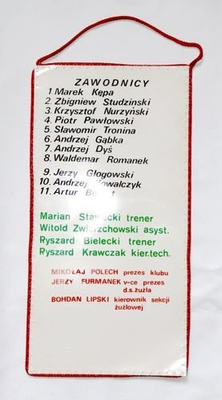 ZAWODNICY
1. Marek Kępa
2. Zbigniew Studzinski
3. Krzysztof Nurzyński
4. Piotr Pawłowski
5. Sławomir Tronina
6. Andrzej Gąbka
7. Andrzej Dyś
8. Waldemar Romanek
9. Jerzy Głogowski
10. Andrzej Kowalczyk
11. Artur
Marian trener
Witold Zwierzchowski asyst.
Ryszard Bielecki trener
Ryszard Krawczak kier.tech.
MIKOŁAJ POLECH prezes klubu
JERZY FURMANEK v-ce prezes
d.s.żużla
BOHDAN LIPSKI kierownik sekcji
żużlowej